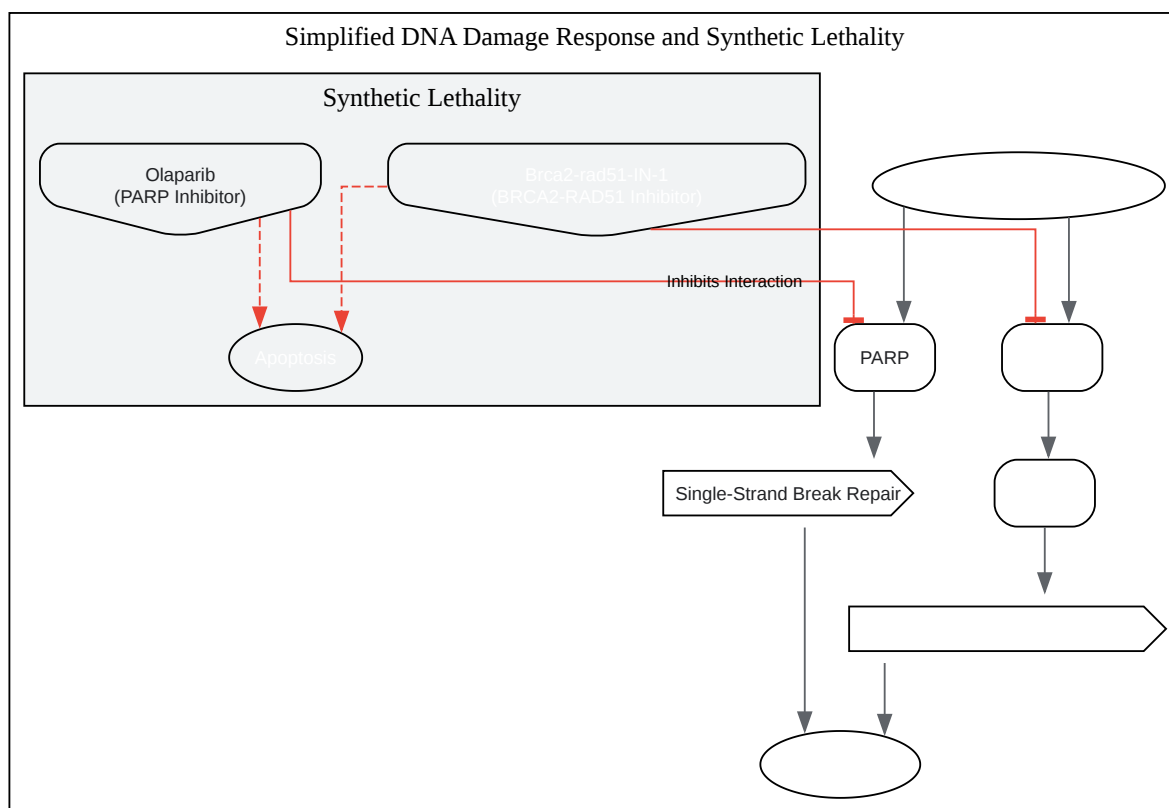 Simplified DNA Damage Response and Synthetic Lethality
Synthetic Lethality
Olaparib
(PARP Inhibitor)
Brca2-rad51-IN-1
(BRCA2-RAD51 Inhibitor)
Inhibits Interaction
Apoptosis
PARP
Single-Strand Break Repair